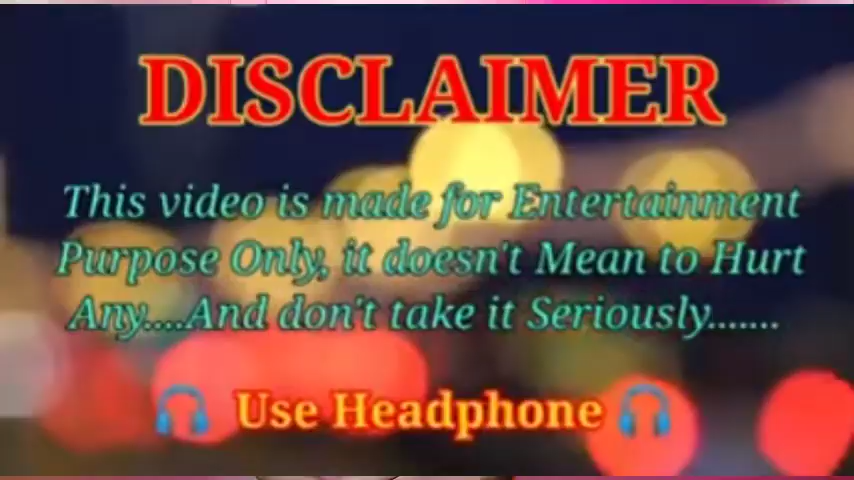 DISCLAIMER
This video is made for Entertainment
Purpose Only, it doesn't Mean to Hurt
Any....And don't take it Seriously.......
🎧 Use Headphone 🎧